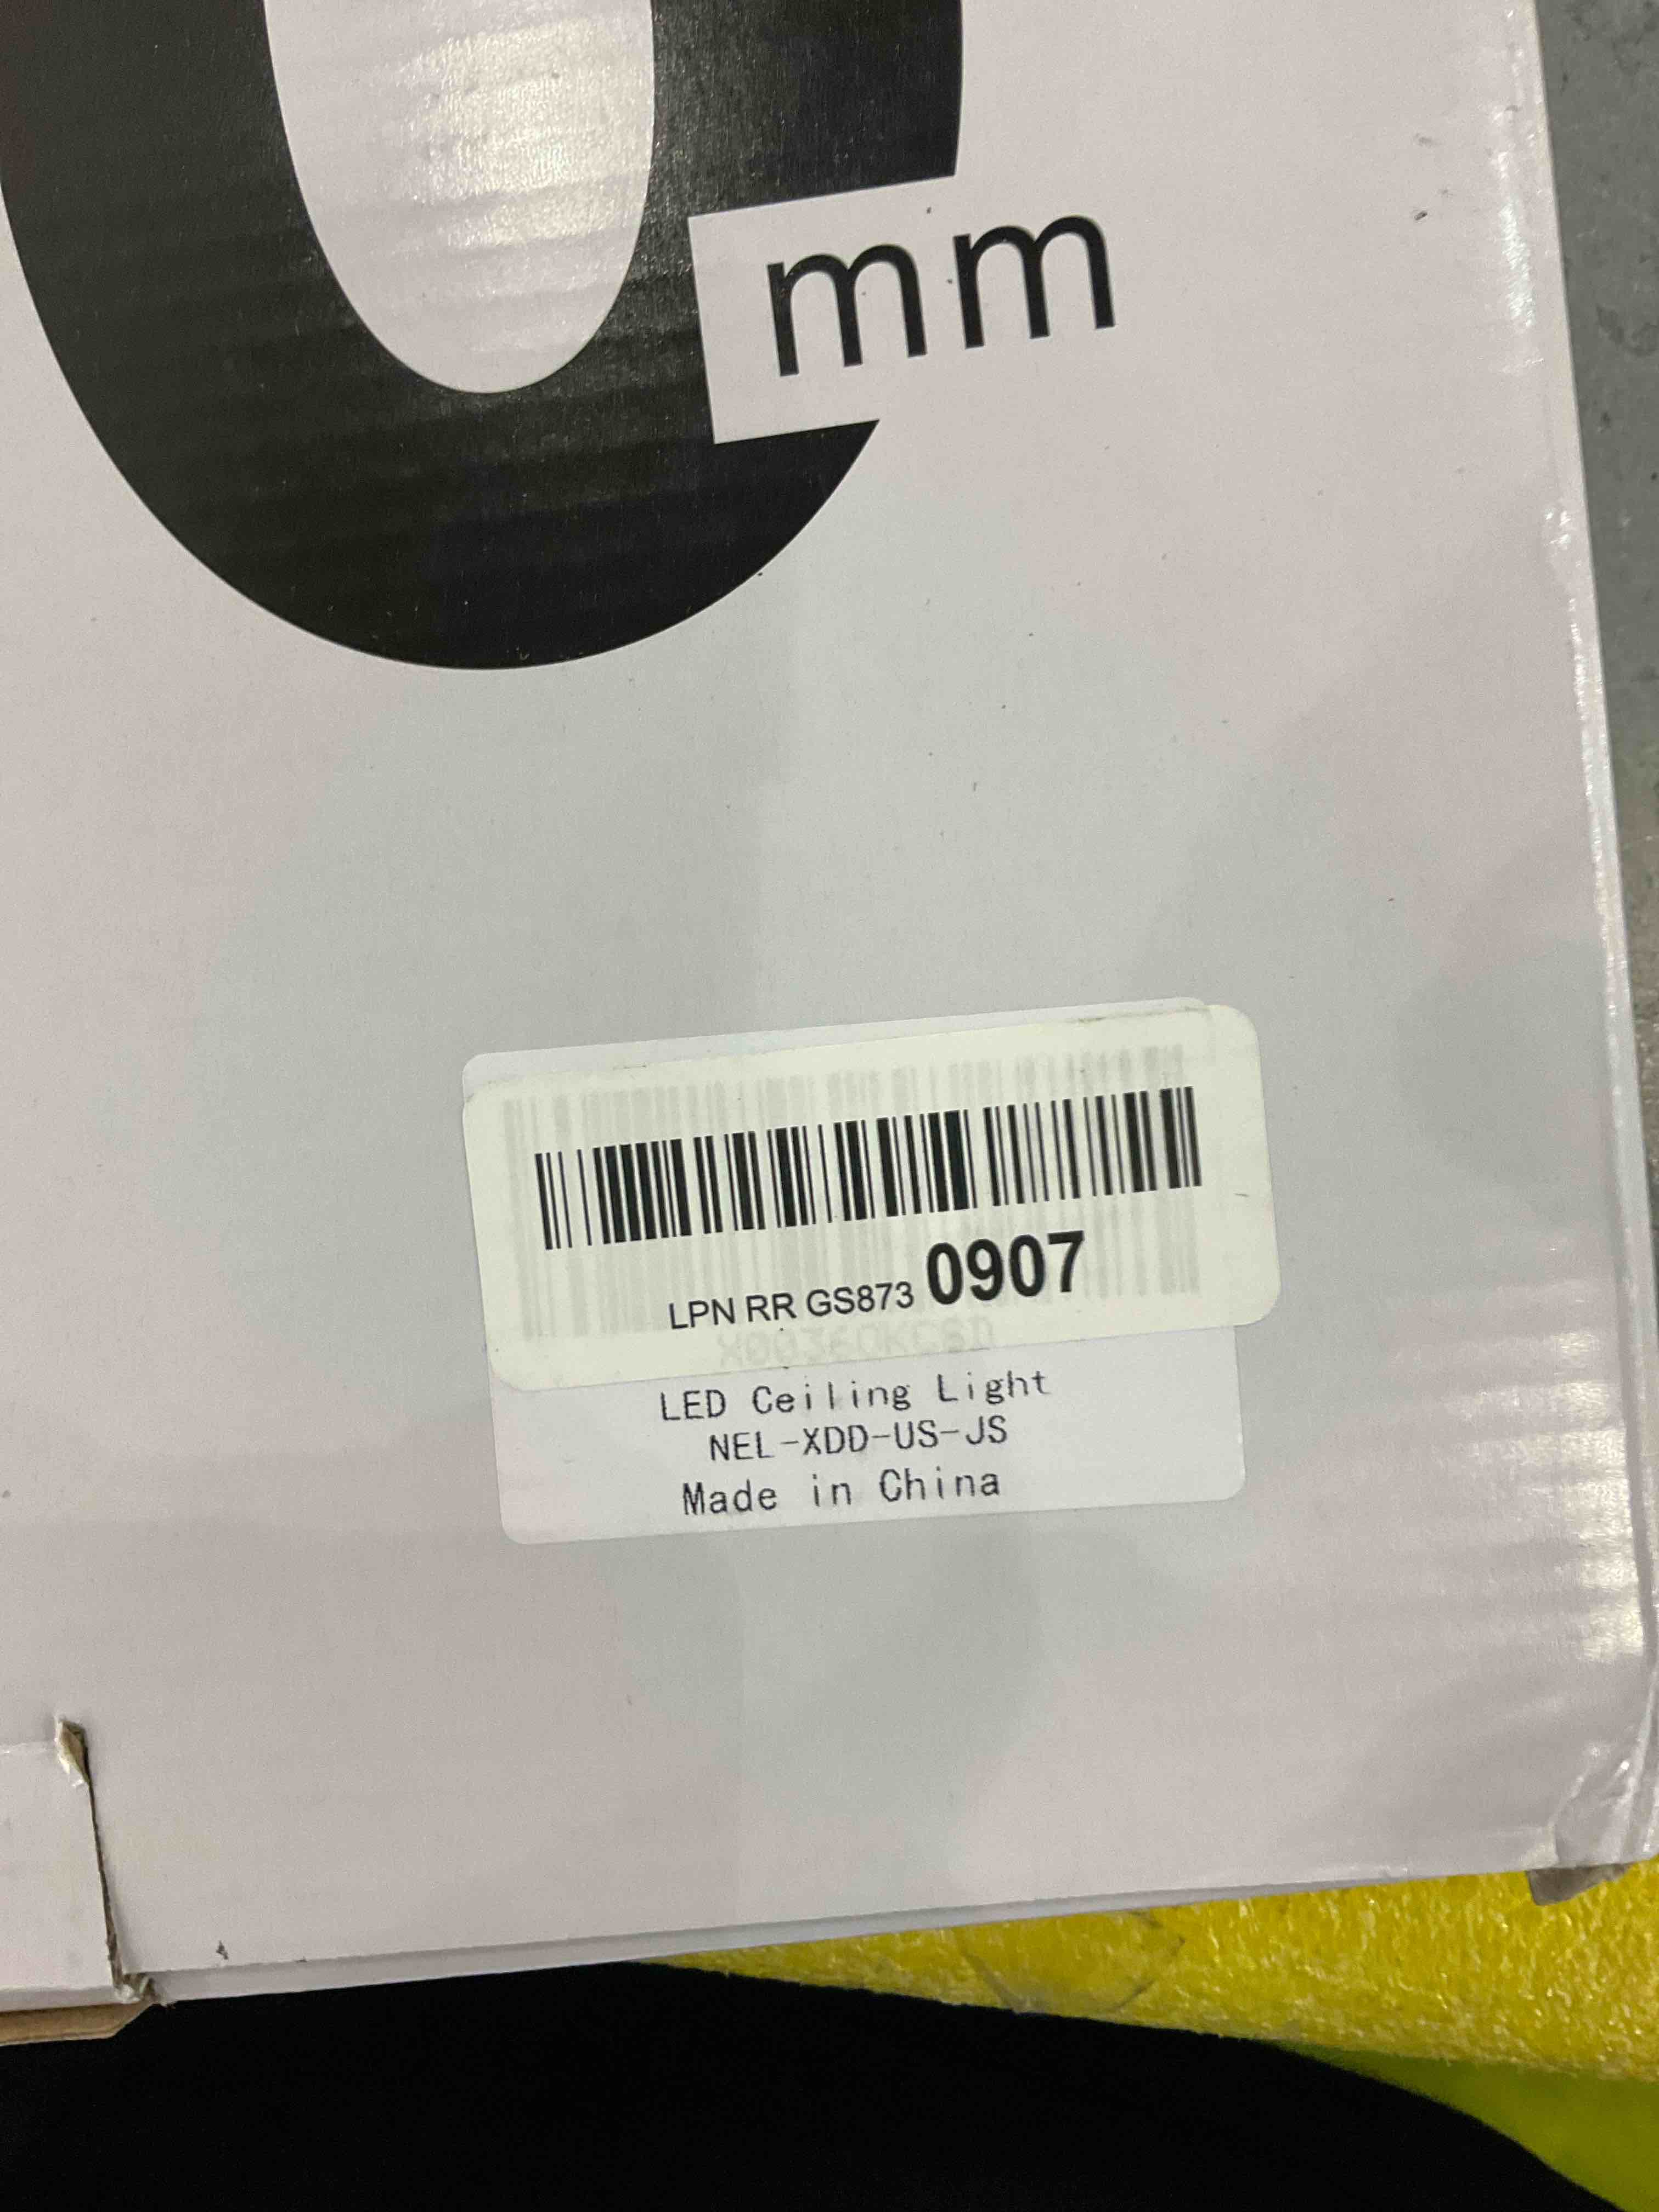 mm
LPN RR GS873 0907
LED Ceiling Light
NEL-XDD-US-JS
Made in China